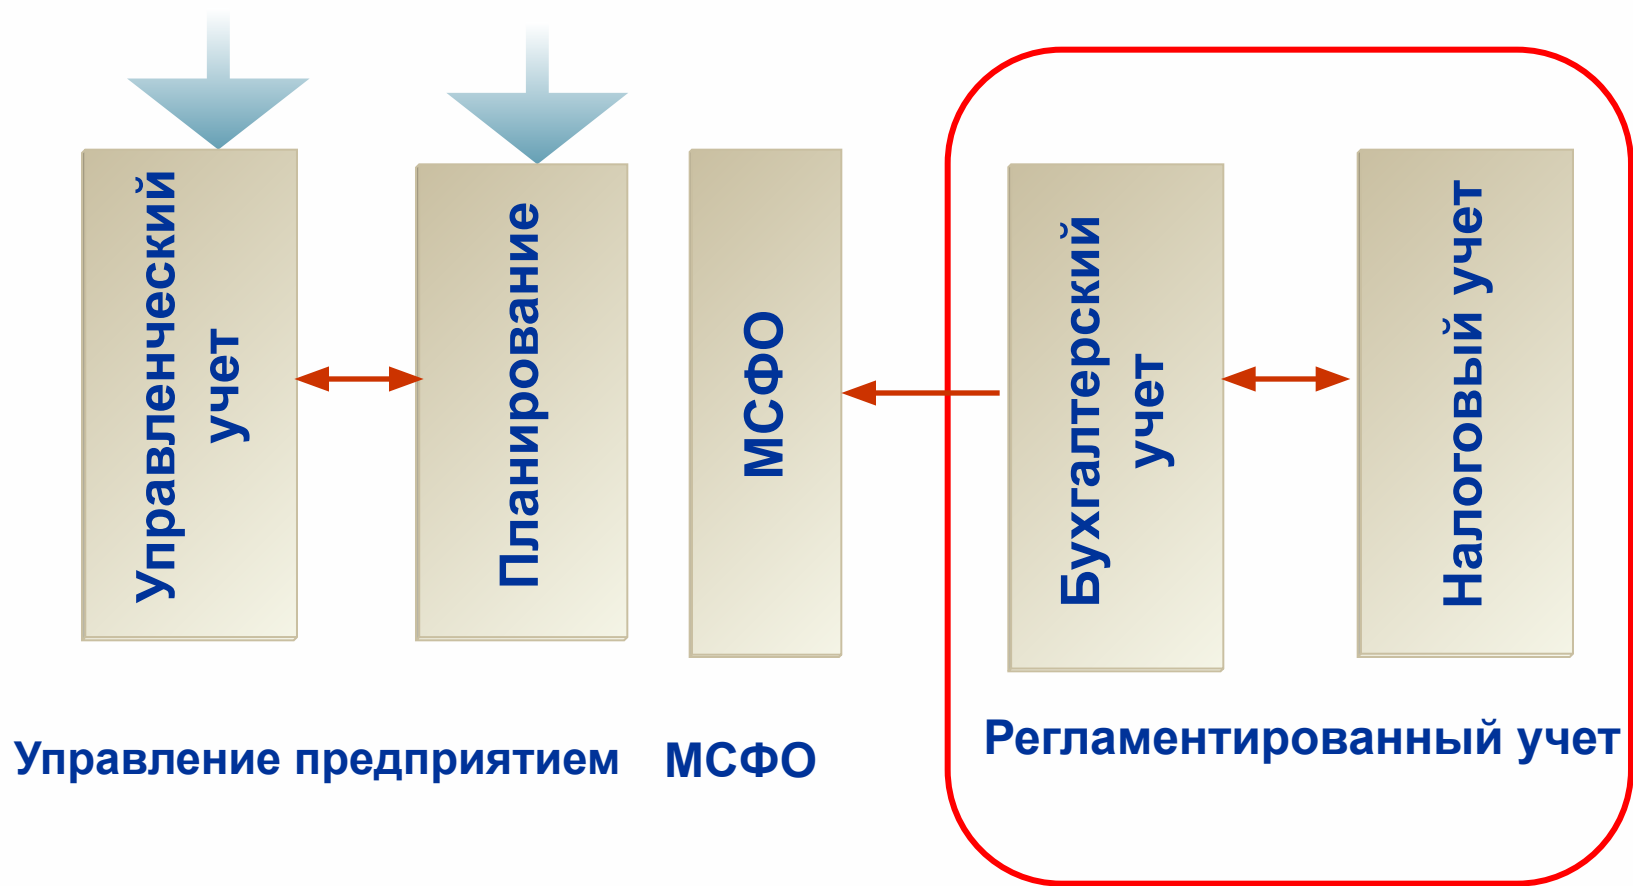 Управленческий
учет
Планирование
МСФО
Бухгалтерский
учет
Налоговый учет
Управление предприятием
МСФО
Регламентированный учет